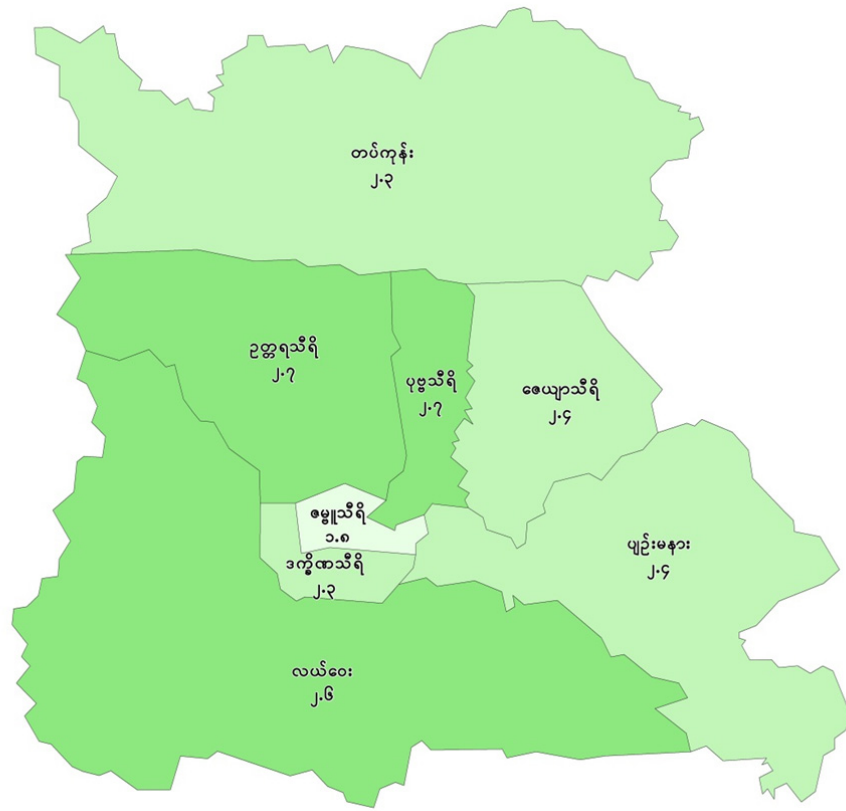 တပ်ကုန်း
၂.၃
ဥတ္တရသီရိ
၂.၇
ပုဗ္ဗသီရိ
၂.၇
ဇေယျာသီရိ
၂.၄
ဇမ္ဗူသီရိ
၁.၈
ဒက္ခိဏသီရိ
၂.၃
ပျဉ်းမနား
၂.၄
လယ်ဝေး
၂.၆